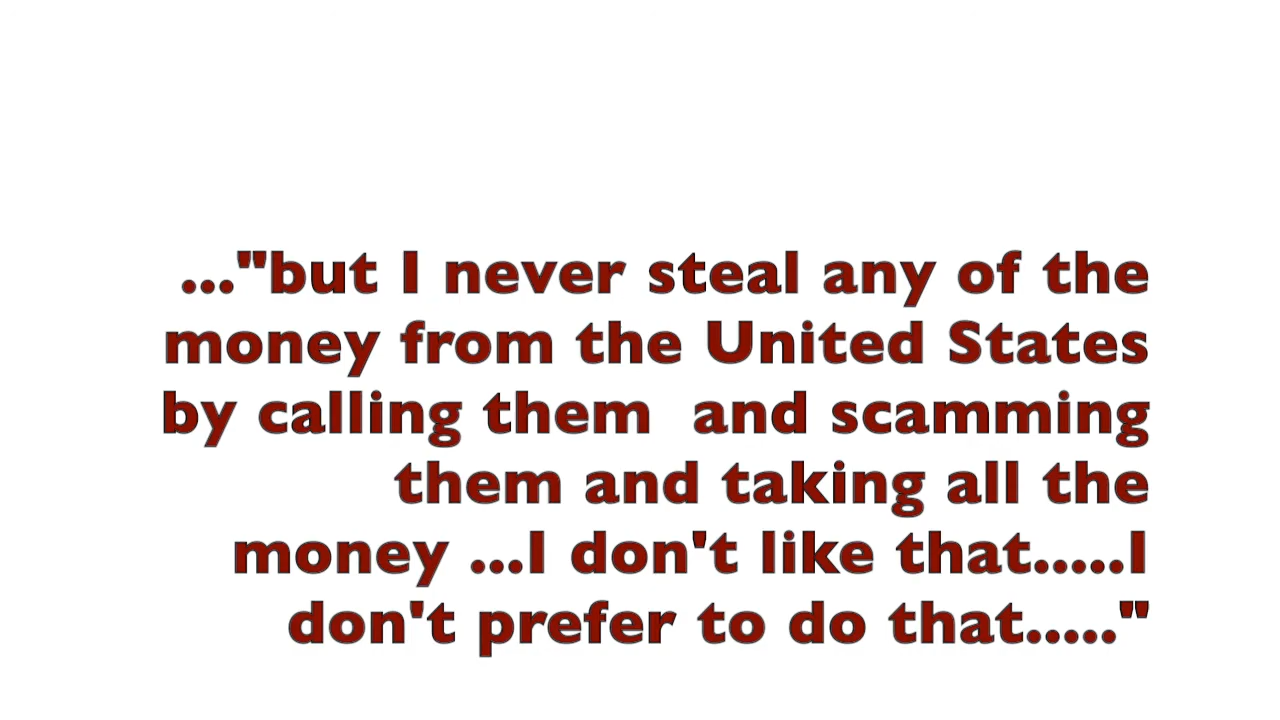 ..."but I never steal any of the
money from the United States
by calling them  and scamming
them and taking all the
money ...I don't like that.....I
don't prefer to do that....."